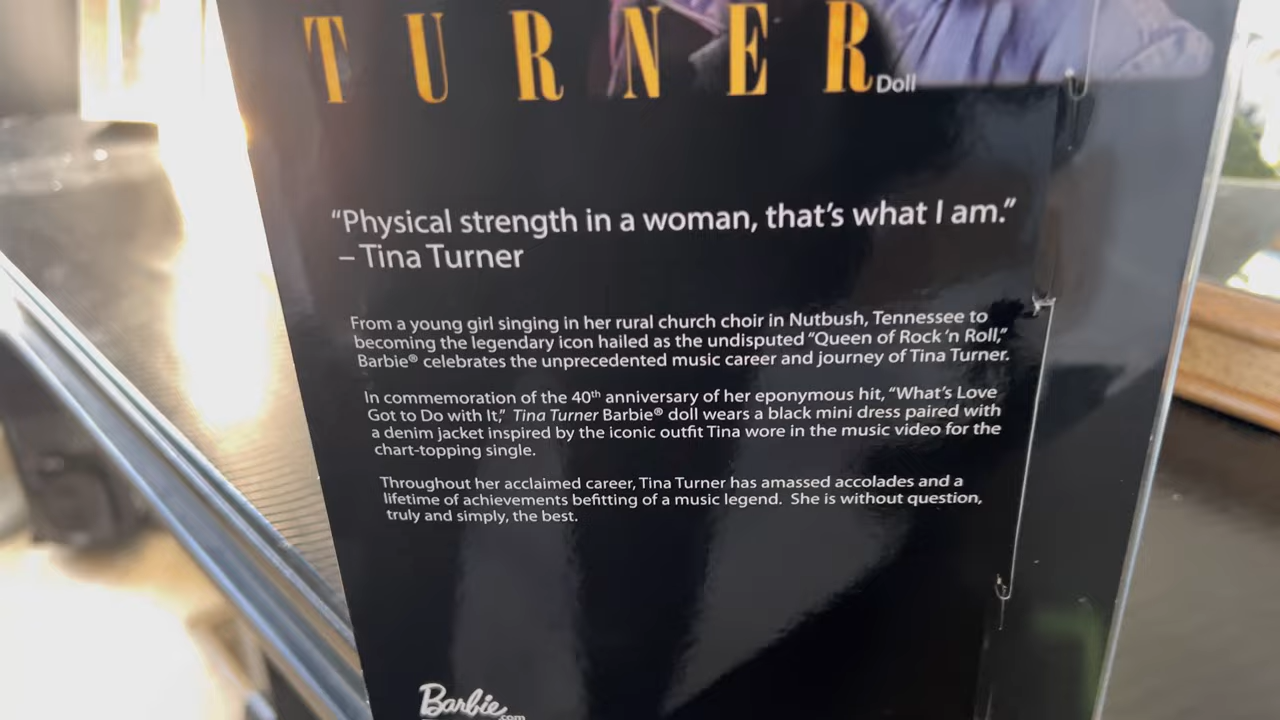 TURNER Doll
“Physical strength in a woman, that’s what I am.”
– Tina Turner
From a young girl singing in her rural church choir in Nutbush, Tennessee to
becoming the legendary icon hailed as the undisputed “Queen of Rock ‘n Roll,”
Barbie® celebrates the unprecedented music career and journey of Tina Turner.
In commemoration of the 40th anniversary of her eponymous hit, “What’s Love
Got to Do with It,” Tina Turner Barbie® doll wears a black mini dress paired with
a denim jacket inspired by the iconic outfit Tina wore in the music video for the
chart-topping single.
Throughout her acclaimed career, Tina Turner has amassed accolades and a
lifetime of achievements befitting of a music legend. She is without question,
truly and simply, the best.
Barbie.com